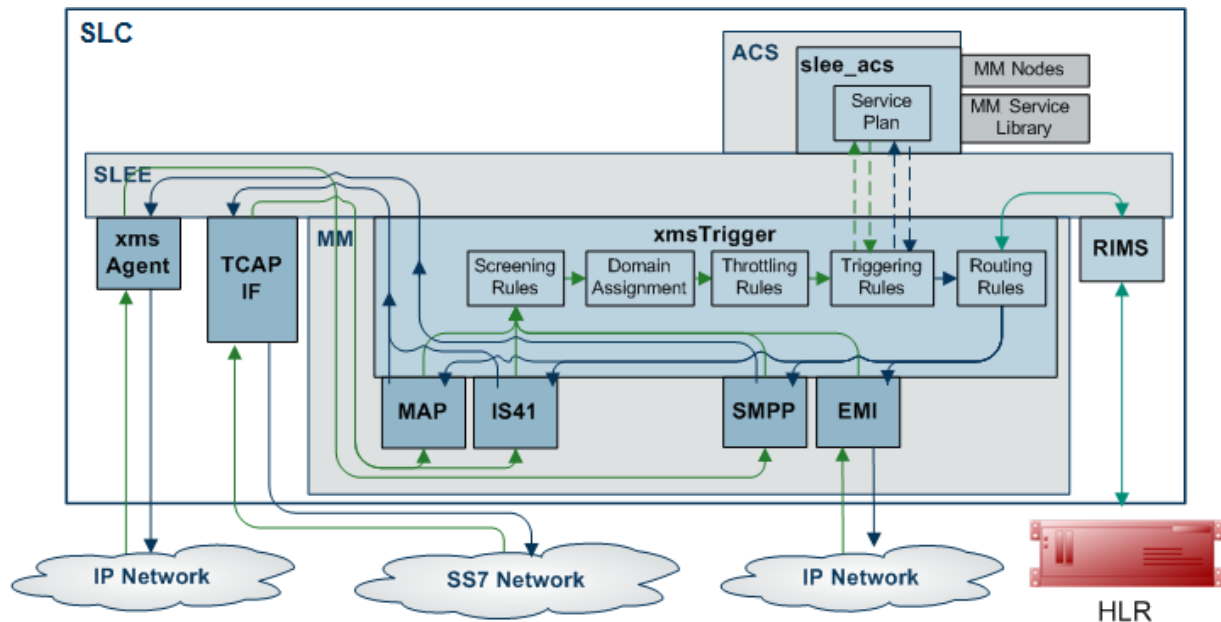 SLC
ACS
slee_acs
MM Nodes
Service
Plan
MM Service
Library
SLEE
xms
Agent
TCAP
IF
MM
xmsTrigger
RIMS
Screening
Rules
Domain
Assignment
Throttling
Rules
Triggering
Rules
Routing
Rules
MAP
IS41
SMPP
EMI
IP Network
SS7 Network
IP Network
HLR